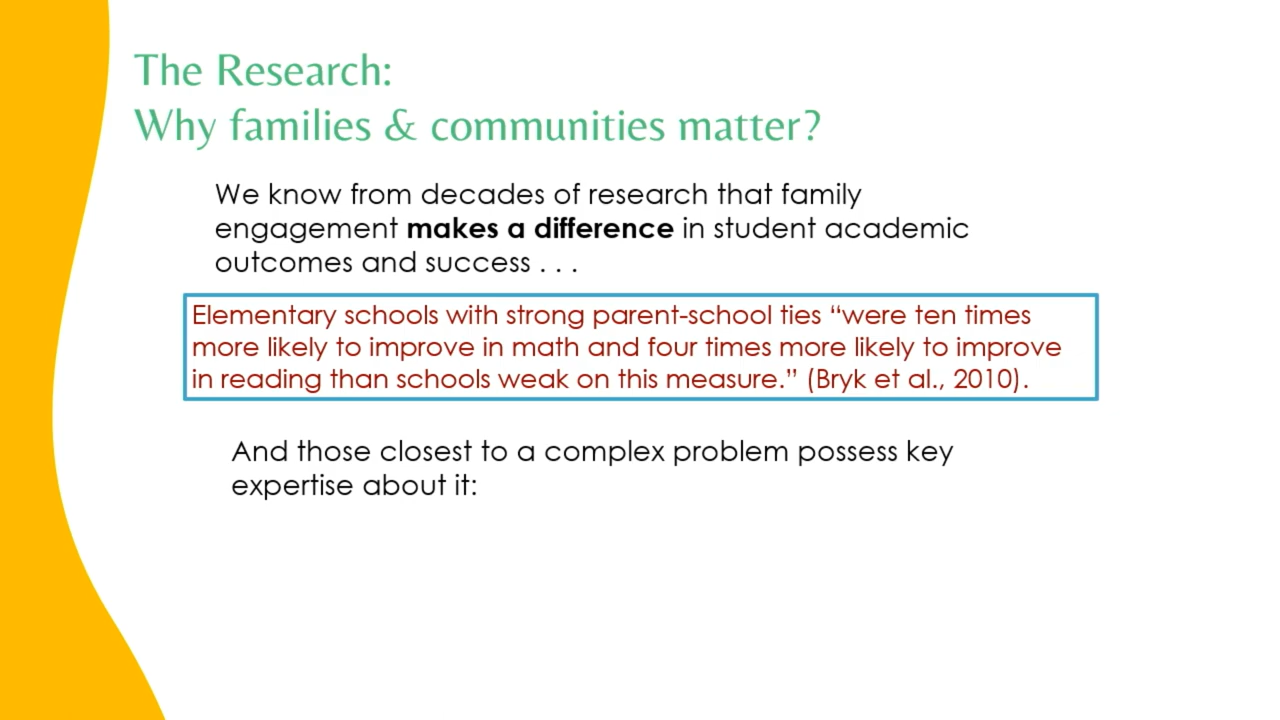 The Research:
Why families & communities matter?
We know from decades of research that family
engagement makes a difference in student academic
outcomes and success . . .
Elementary schools with strong parent-school ties “were ten times
more likely to improve in math and four times more likely to improve
in reading than schools weak on this measure.” (Bryk et al., 2010).
And those closest to a complex problem possess key
expertise about it: